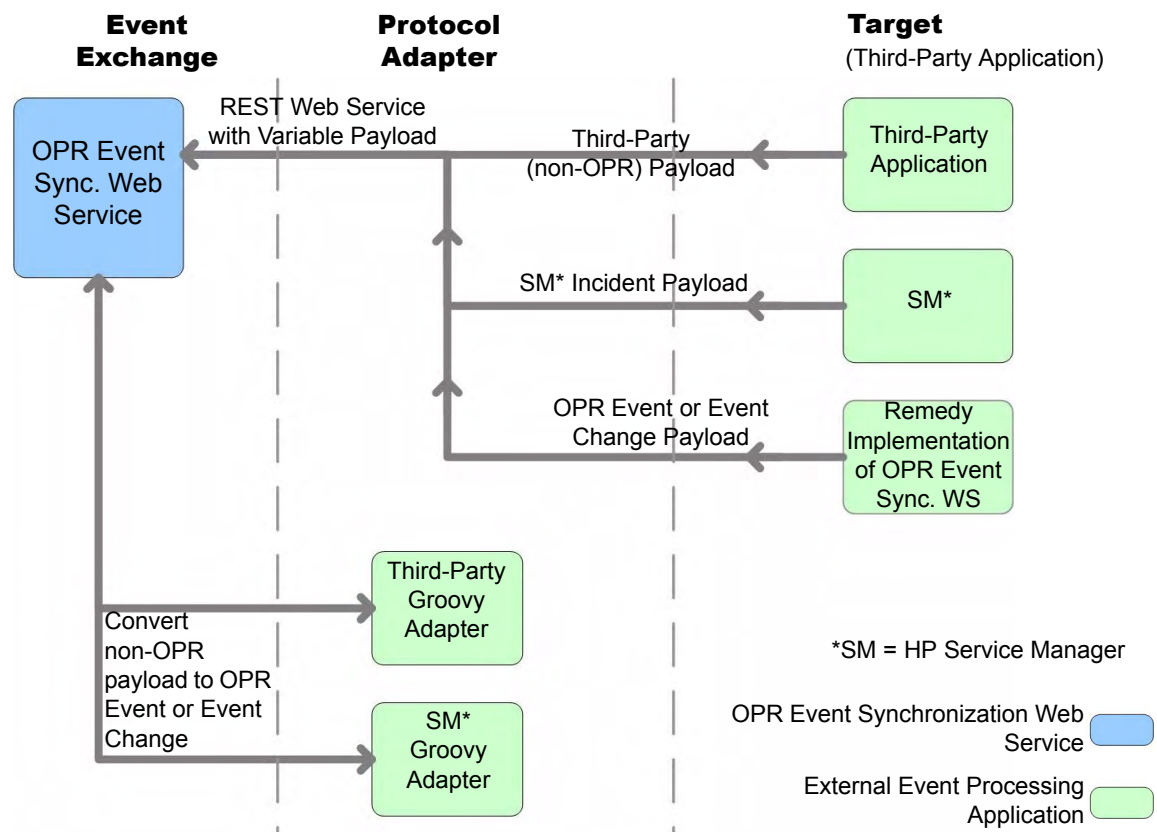 Event
Exchange
Protocol
Adapter
Target
(Third-Party Application)
OPR Event
Sync. Web
Service
REST Web Service
with Variable Payload
Third-Party
(non-OPR) Payload
Third-Party
Application
SM* Incident Payload
SM*
OPR Event or Event
Change Payload
Remedy
Implementation
of OPR Event
Sync. WS
Third-Party
Groovy
Adapter
Convert
non-OPR
payload to OPR
Event or Event
Change
SM*
Groovy
Adapter
*SM = HP Service Manager
OPR Event Synchronization Web
Service
External Event Processing
Application